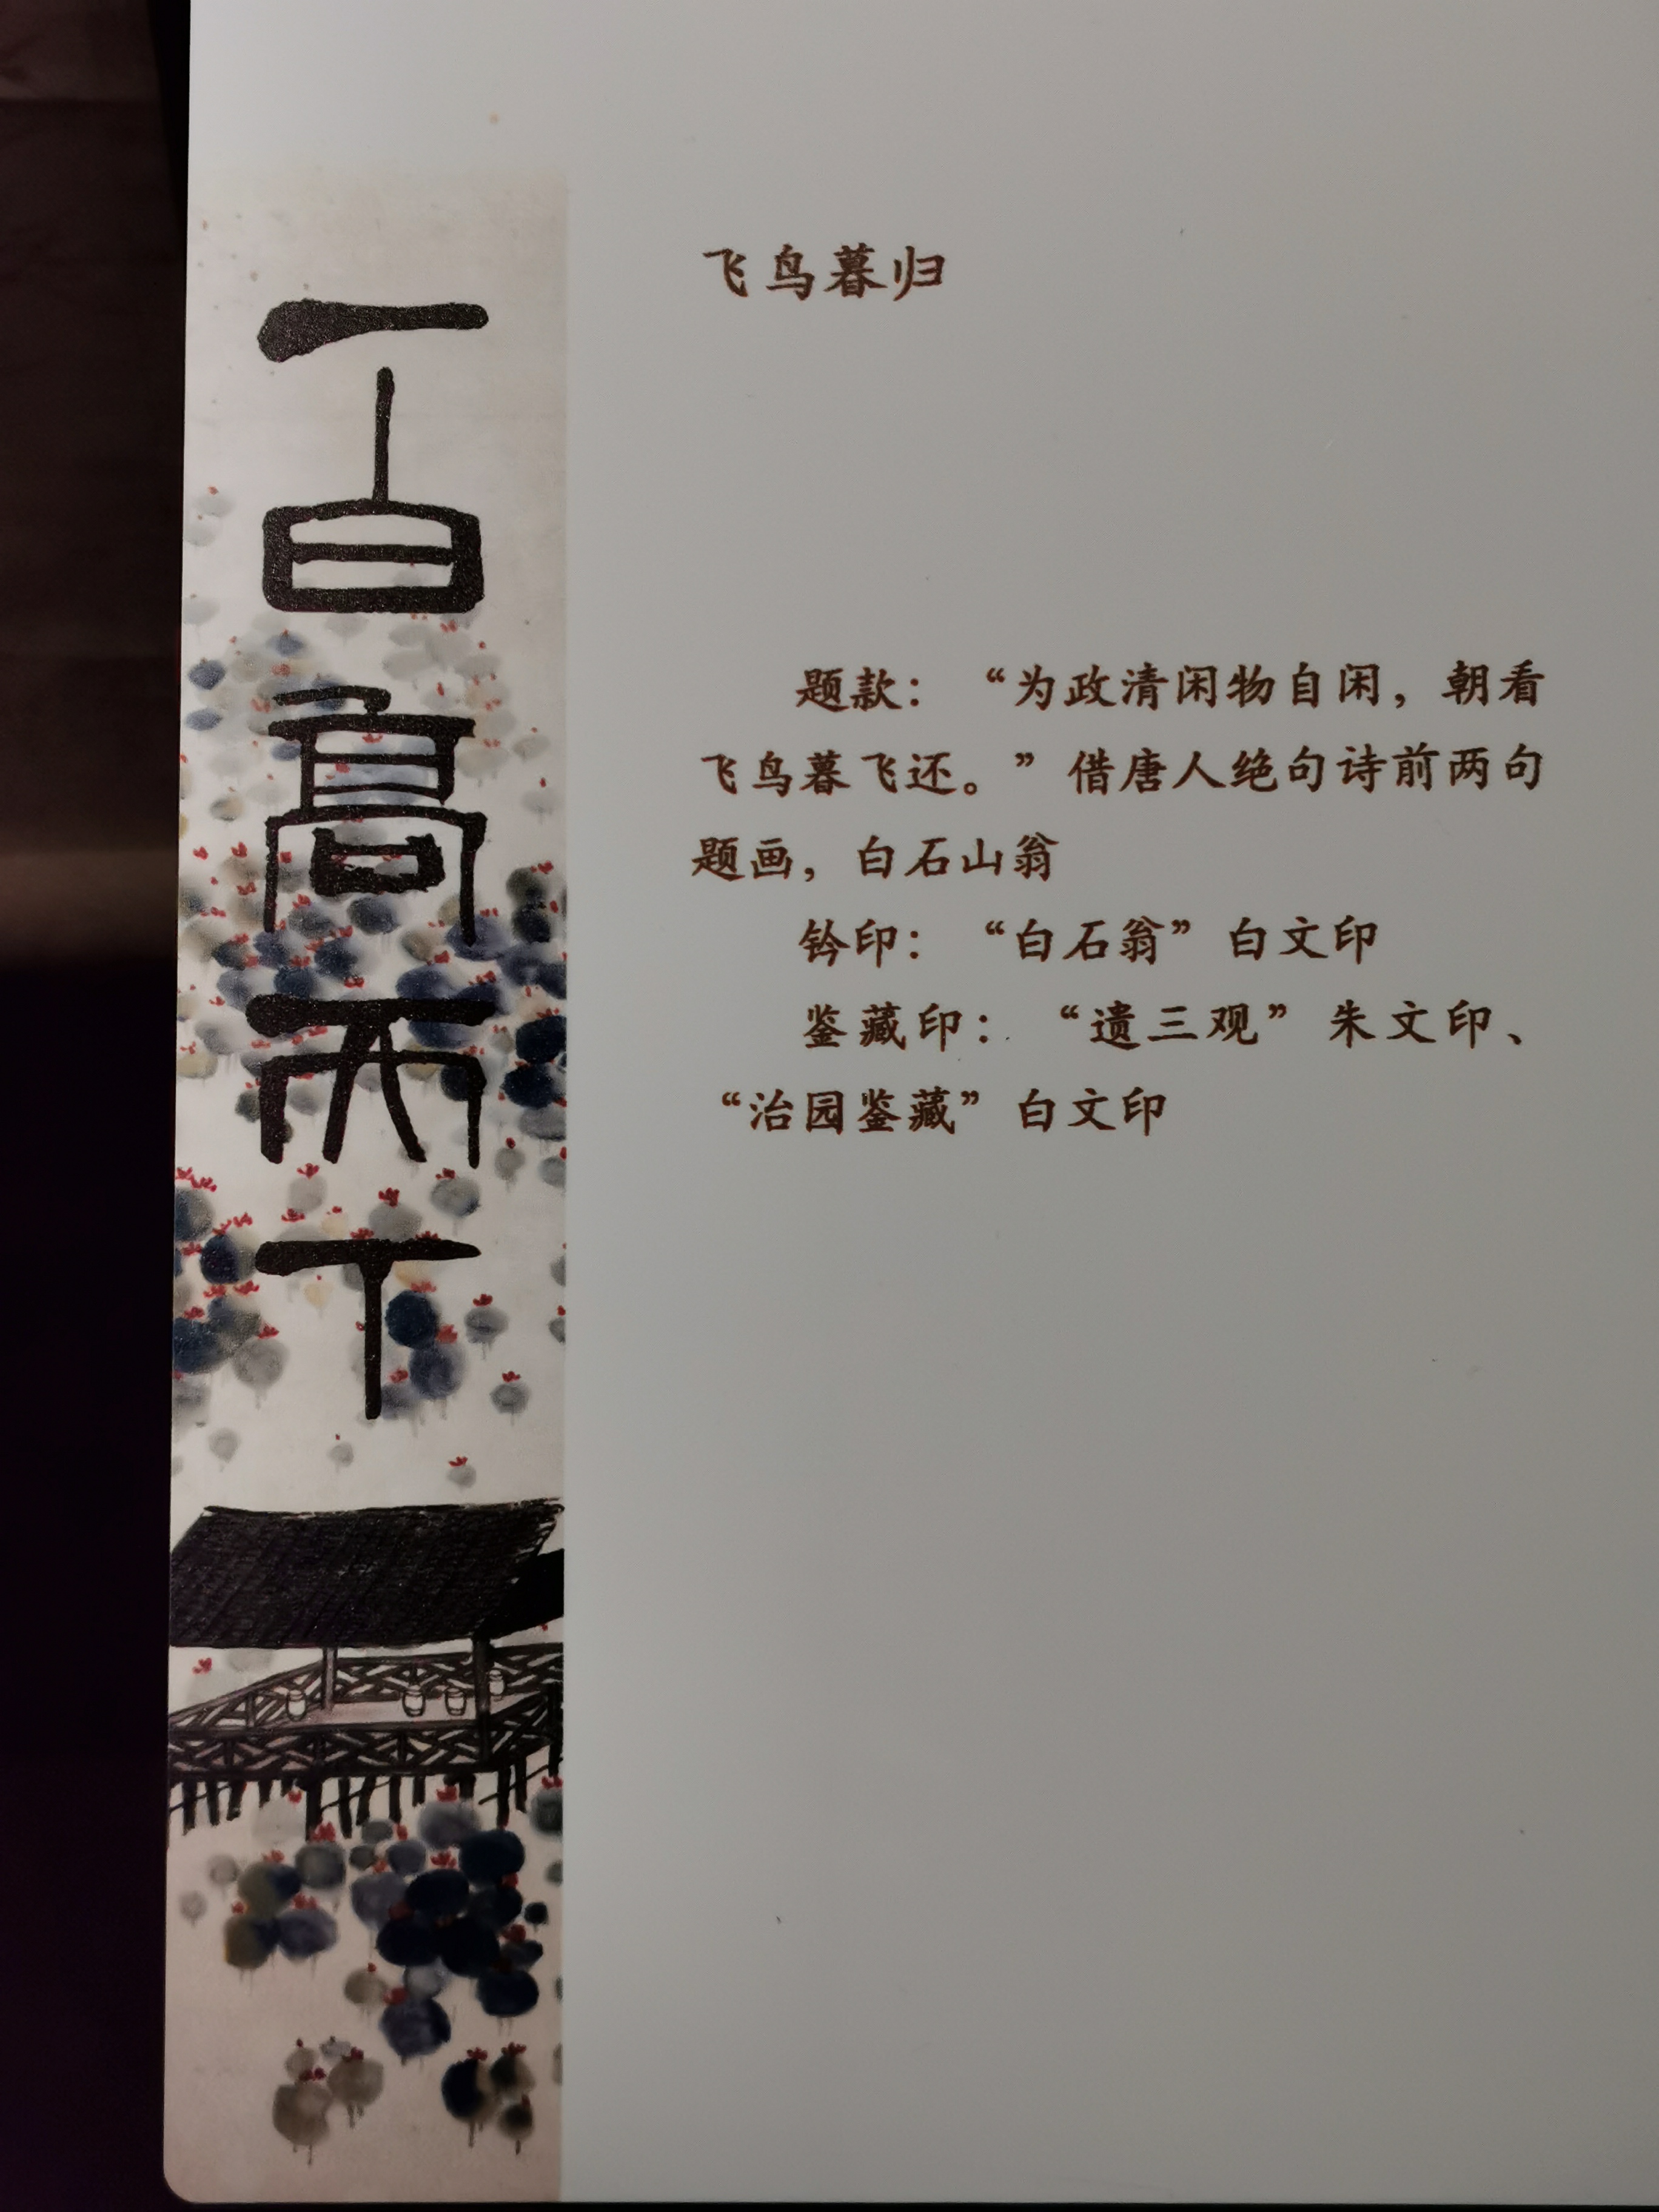 一白高天下
飞鸟暮归
题款：“为政清闲物自闲，朝看
飞鸟暮飞还。”借唐人绝句诗前两句
题画，白石山翁
钤印：“白石翁”白文印
鉴藏印：“遗三观”朱文印、
“治园鉴藏”白文印